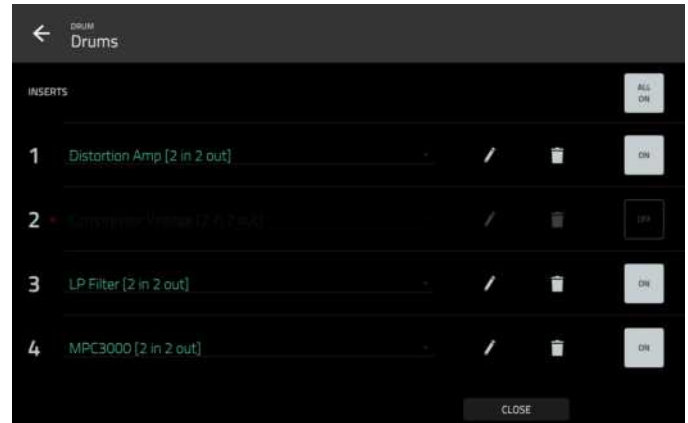 DRUM
Drums
INSERTS
ALL
ON
1 Distortion Amp [2 in 2 out] ON
2 OFF
3 LP Filter [2 in 2 out] ON
4 MPC3000 [2 in 2 out] ON
CLOSE